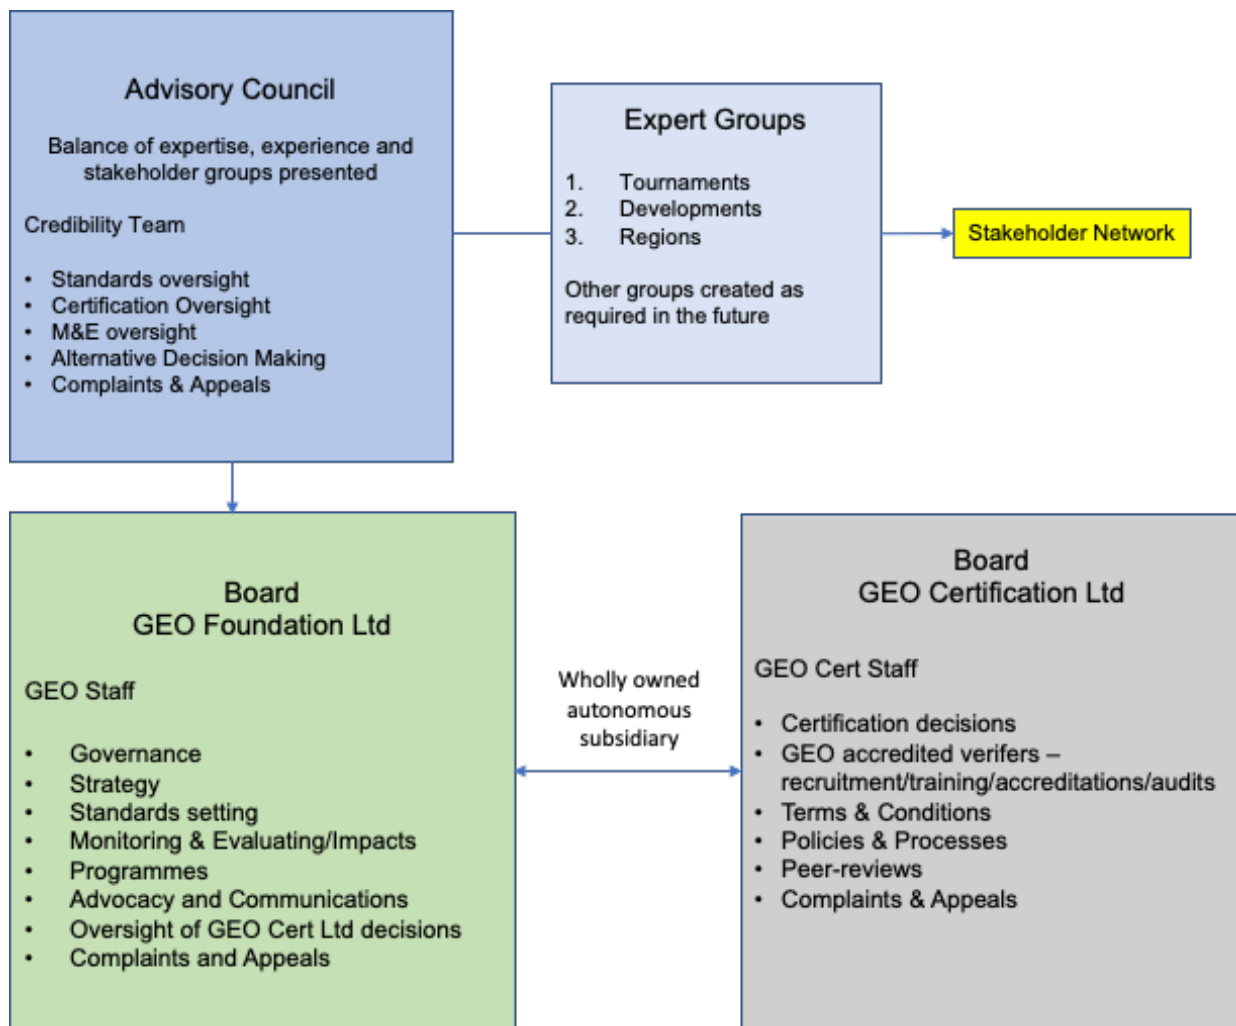 Advisory Council
Balance of expertise, experience and
stakeholder groups presented
Credibility Team
• Standards oversight
• Certification Oversight
• M&E oversight
• Alternative Decision Making
• Complaints & Appeals
Expert Groups
1. Tournaments
2. Developments
3. Regions
Other groups created as
required in the future
Stakeholder Network
Board
GEO Foundation Ltd
GEO Staff
• Governance
• Strategy
• Standards setting
• Monitoring & Evaluating/Impacts
• Programmes
• Advocacy and Communications
• Oversight of GEO Cert Ltd decisions
• Complaints and Appeals
Wholly owned
autonomous
subsidiary
Board
GEO Certification Ltd
GEO Cert Staff
• Certification decisions
• GEO accredited verifers –
recruitment/training/accreditations/audits
• Terms & Conditions
• Policies & Processes
• Peer-reviews
• Complaints & Appeals